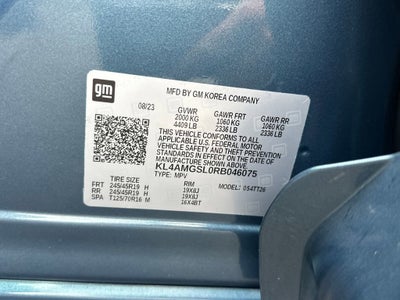 gm
MFD BY GM KOREA COMPANY
08/23 GVWR GAWR FRT GAWR RR
2000 KG 1060 KG 1060 KG
4409 LB 2336 LB 2336 LB
THIS VEHICLE CONFORMS TO ALL
APPLICABLE U.S. FEDERAL MOTOR
VEHICLE SAFETY AND THEFT
PREVENTION STANDARDS IN
EFFECT ON THE DATE OF
MANUFACTURE SHOWN ABOVE.
KL4AMGSL0RB046075
TYPE: MPV
TIRE SIZE RIM MODEL: 0S4TT26
FRT 245/45R19 H 19X8J
RR 245/45R19 H 19X8J
SPA T125/70R16 M 16X4BT